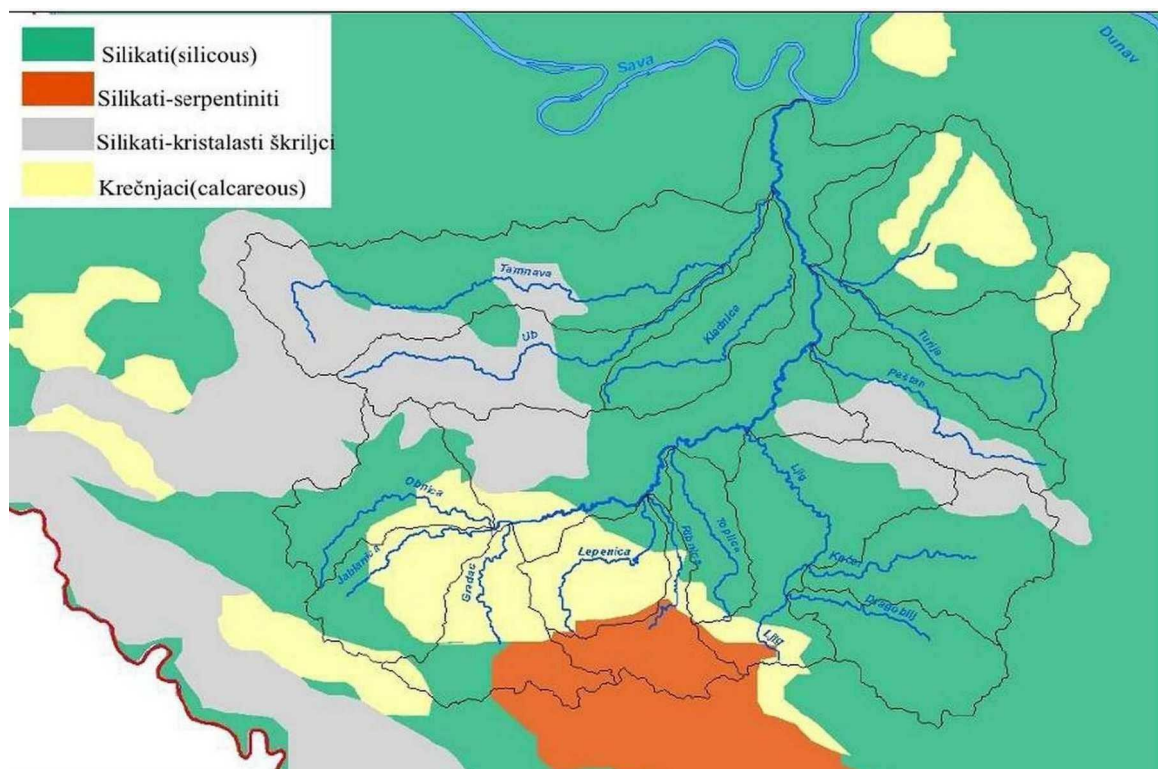 Silikati(silicous)
Silikati-serpentiniti
Silikati-kristalasti škriljci
Krečnjaci(calcareous)
Sava
Dunav
Tamnava
Ub
Kladnica
Turija
Peštan
Ljig
Obnica
Jablanica
Gradac
Lepenica
Ribnica
Toplica
Kačer
Dragobilj
Ljig